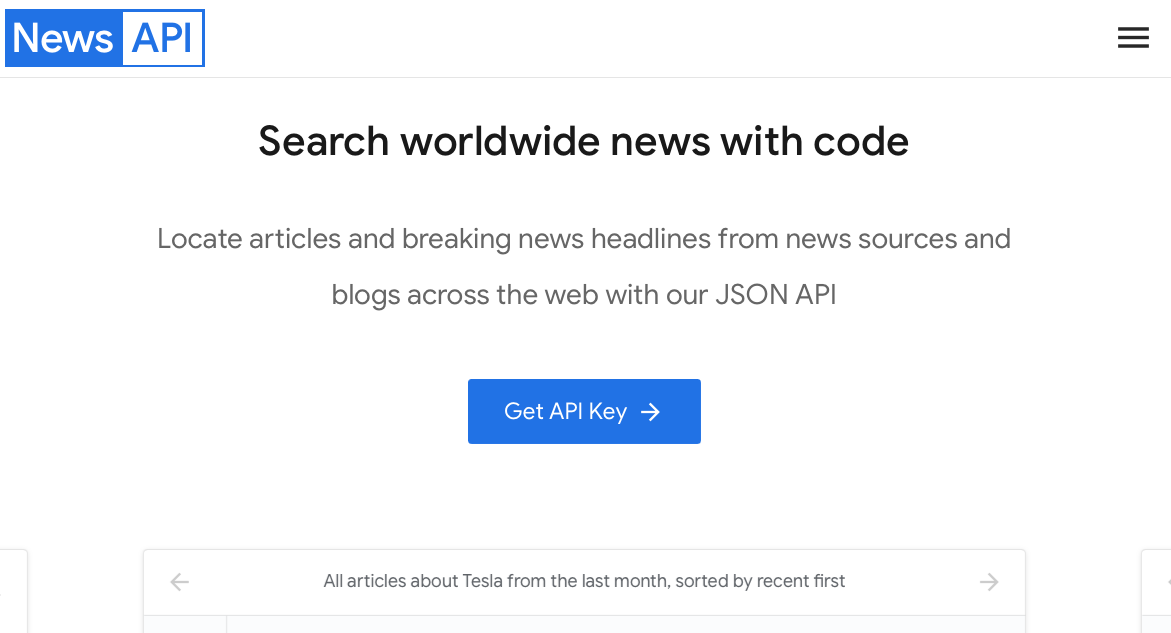 News API
Search worldwide news with code
Locate articles and breaking news headlines from news sources and
blogs across the web with our JSON API
Get API Key
All articles about Tesla from the last month, sorted by recent first